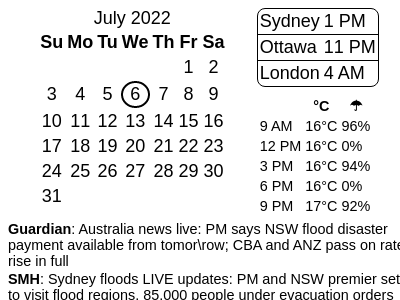 July 2022
Su Mo Tu We Th Fr Sa
1 2
3 4 5 6 7 8 9
10 11 12 13 14 15 16
17 18 19 20 21 22 23
24 25 26 27 28 29 30
31
Sydney 1 PM
Ottawa 11 PM
London 4 AM
°C ☂
9 AM 16°C 96%
12 PM 16°C 0%
3 PM 16°C 94%
6 PM 16°C 0%
9 PM 17°C 92%
Guardian: Australia news live: PM says NSW flood disaster
payment available from tomor\row; CBA and ANZ pass on rate
rise in full
SMH: Sydney floods LIVE updates: PM and NSW premier set
to visit flood regions, 85,000 people under evacuation orders